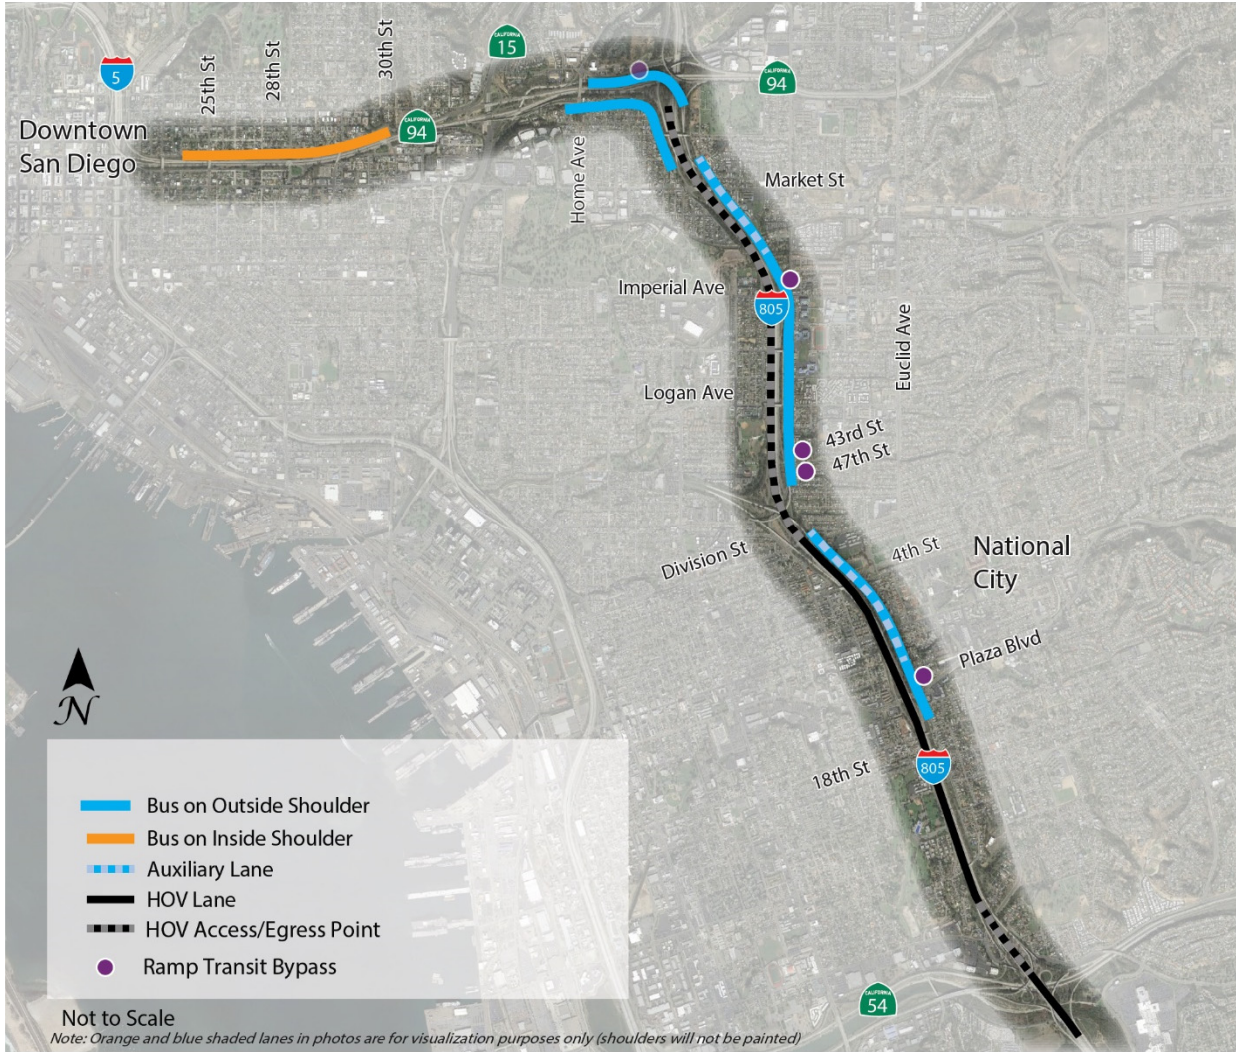 CALIFORNIA
15
30th St
28th St
25th St
5
CALIFORNIA
94
Downtown
San Diego
CALIFORNIA
94
Home Ave
Market St
Imperial Ave
805
Euclid Ave
Logan Ave
43rd St
47th St
Division St
4th St
National
City
Plaza Blvd
N
18th St
805
Bus on Outside Shoulder
Bus on Inside Shoulder
Auxiliary Lane
HOV Lane
HOV Access/Egress Point
Ramp Transit Bypass
CALIFORNIA
54
Not to Scale
Note: Orange and blue shaded lanes in photos are for visualization purposes only (shoulders will not be painted)